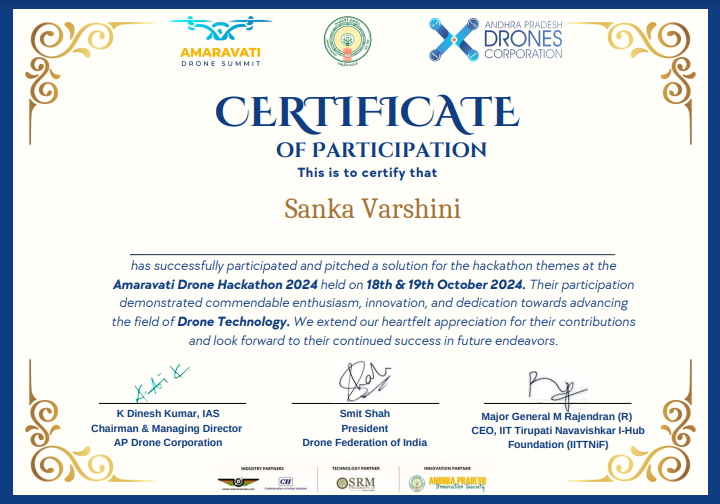 AMARAVATI
DRONE SUMMIT
ANDHRA PRADESH
DRONES
CORPORATION
CERTIFICATE
OF PARTICIPATION
This is to certify that
Sanka Varshini
has successfully participated and pitched a solution for the hackathon themes at the
Amaravati Drone Hackathon 2024 held on 18th & 19th October 2024. Their participation
demonstrated commendable enthusiasm, innovation, and dedication towards advancing
the field of Drone Technology. We extend our heartfelt appreciation for their contributions
and look forward to their continued success in future endeavors.
K Dinesh Kumar, IAS
Chairman & Managing Director
AP Drone Corporation
Smit Shah
President
Drone Federation of India
Major General M Rajendran (R)
CEO, IIT Tirupati Navavishkar I-Hub
Foundation (IITTNiF)
INDUSTRY PARTNERS
TECHNOLOGY PARTNER
INNOVATION PARTNER
CII
Confederation of Indian Industry
SRM
ANDHRA PRADESH
Innovation Society